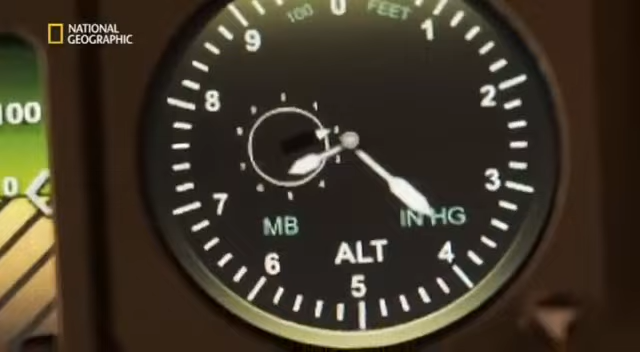 NATIONAL
GEOGRAPHIC
100 0 FEET
9 1
8 2
100
0
7 3
MB IN HG
ALT
6 4
5